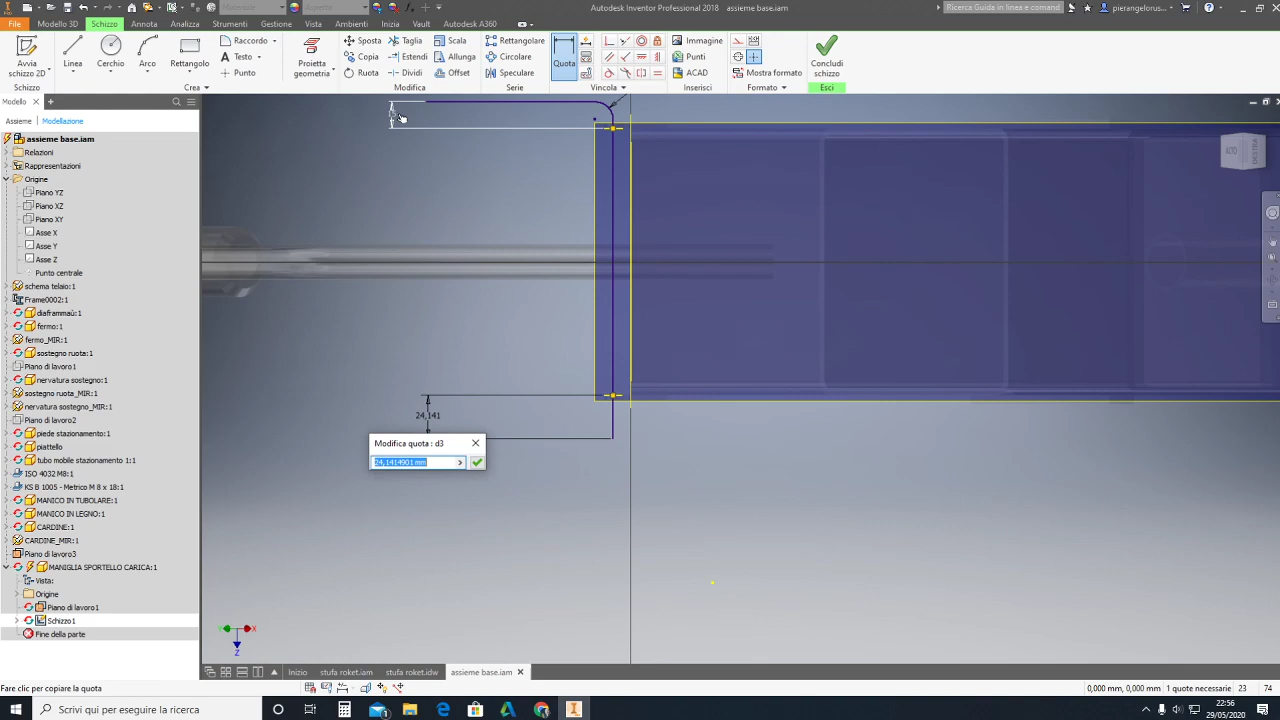 Autodesk Inventor Professional 2018   assieme base.iam
Ricerca Guida in linea e comand
pierangelorus...
File Modello 3D Schizzo Annota Analizza Strumenti Gestione Vista Ambienti Inizia Vault Autodesk A360
Avvia schizzo 2D
Linea
Cerchio
Arco
Rettangolo
Raccordo
Testo
Punto
Proietta geometria
Sposta
Copia
Ruota
Taglia
Estendi
Dividi
Scala
Allunga
Offset
Rettangolare
Circolare
Speculare
Quota
Immagine
Punti
ACAD
Mostra formato
Concludi schizzo
Schizzo Crea Modifica Serie Vincola Inserisci Formato Esci
Modello
Assieme Modellazione
assieme base.iam
Relazioni
Rappresentazioni
Origine
Piano YZ
Piano XZ
Piano XY
Asse X
Asse Y
Asse Z
Punto centrale
schema telaio:1
Frame0002:1
diaframmaù:1
fermo:1
fermo_MIR:1
sostegno ruota:1
Piano di lavoro1
nervatura sostegno:1
sostegno ruota_MIR:1
nervatura sostegno_MIR:1
Piano di lavoro2
piede stazionamento:1
piattello
tubo mobile stazionamento 1:1
ISO 4032 M8:1
KS B 1005 - Metrico M 8 x 18:1
MANICO IN TUBOLARE:1
MANICO IN LEGNO:1
CARDINE:1
CARDINE_MIR:1
Piano di lavoro3
MANIGLIA SPORTELLO CARICA:1
Vista:
Origine
Piano di lavoro1
Schizzo1
Fine della parte
ALTO
DESTRA
24,141
Modifica quota : d3
24,1414901 mm
Y X
Z
Inizio stufa roket.iam stufa roket.idw assieme base.iam
Fare clic per copiare la quota
0,000 mm, 0,000 mm 1 quote necessarie 23 74
Scrivi qui per eseguire la ricerca
22:56
29/05/2020